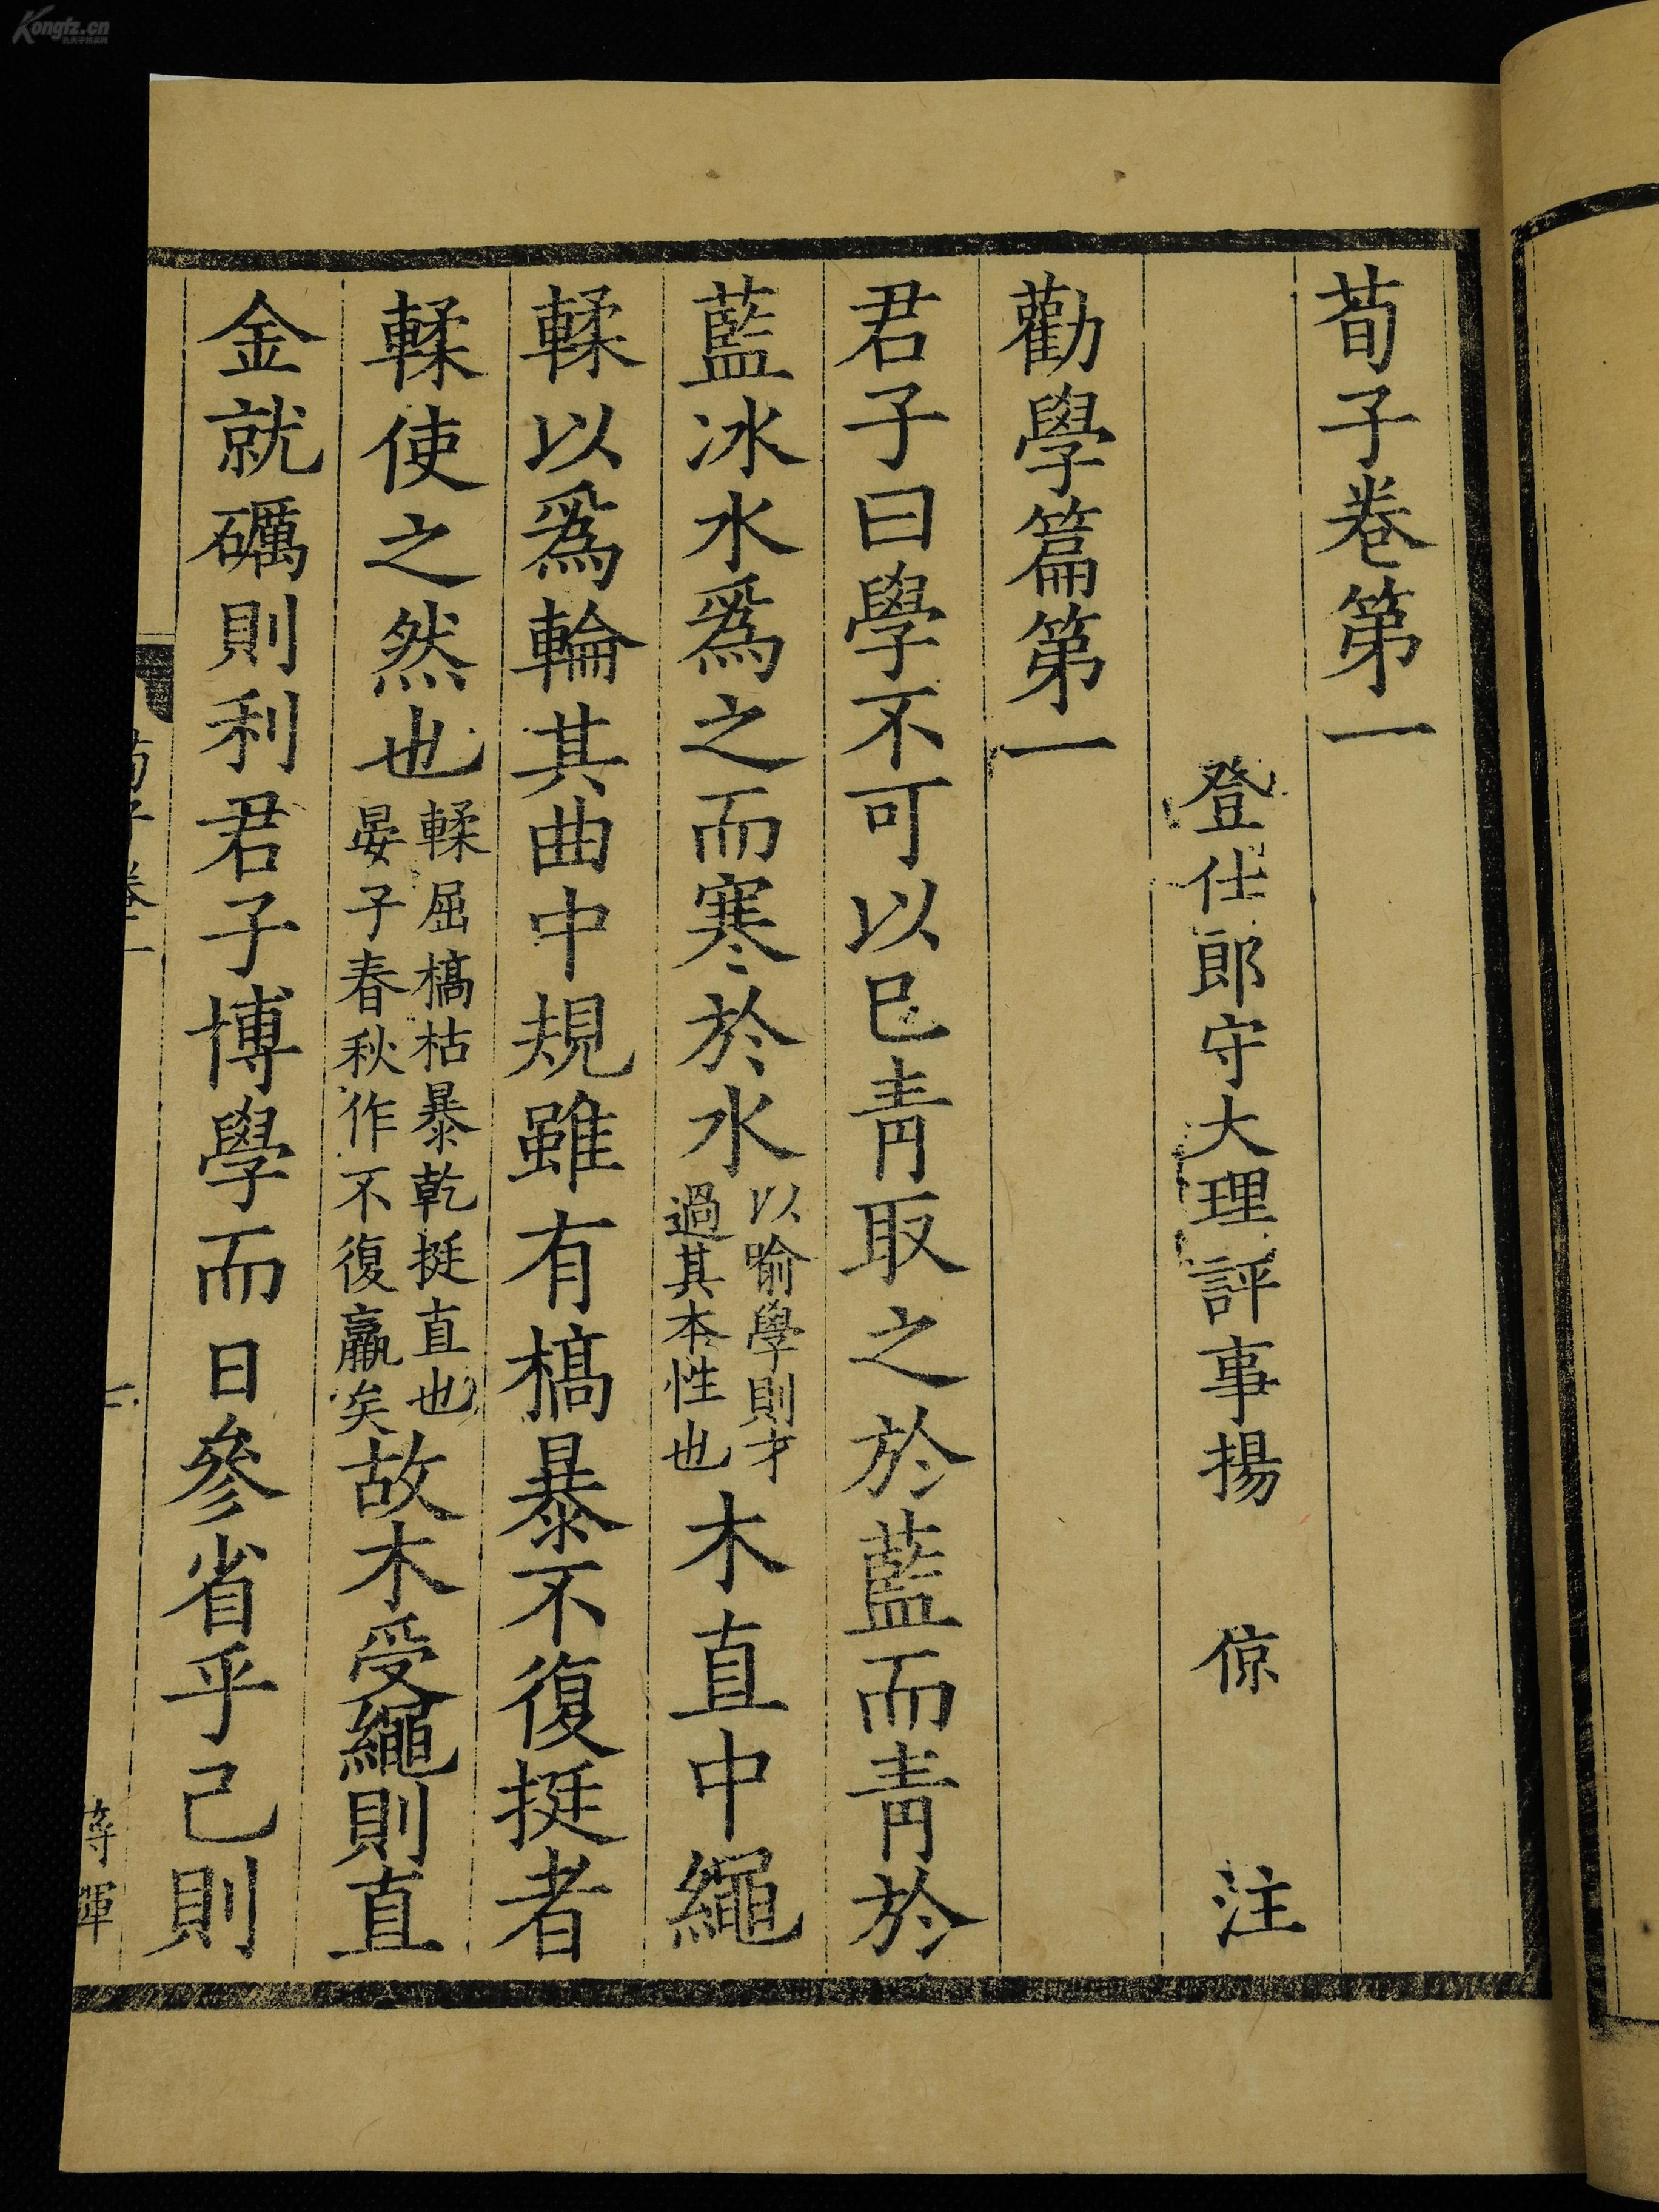 荀子卷第一
登仕郎守大理評事揚 倞 注
勸學篇第一
君子曰學不可以已青取之於藍而青於
藍冰水爲之而寒於水
以喻學則才
過其本性也
木直中繩
輮以爲輪其曲中規雖有槁暴不復挺者
輮使之然也
輮屈槁枯暴乾挺直也
晏子春秋作不復羸矣
故木受繩則直
金就礪則利君子博學而日參省乎己則
荀子卷一
一
Kongfz.cn